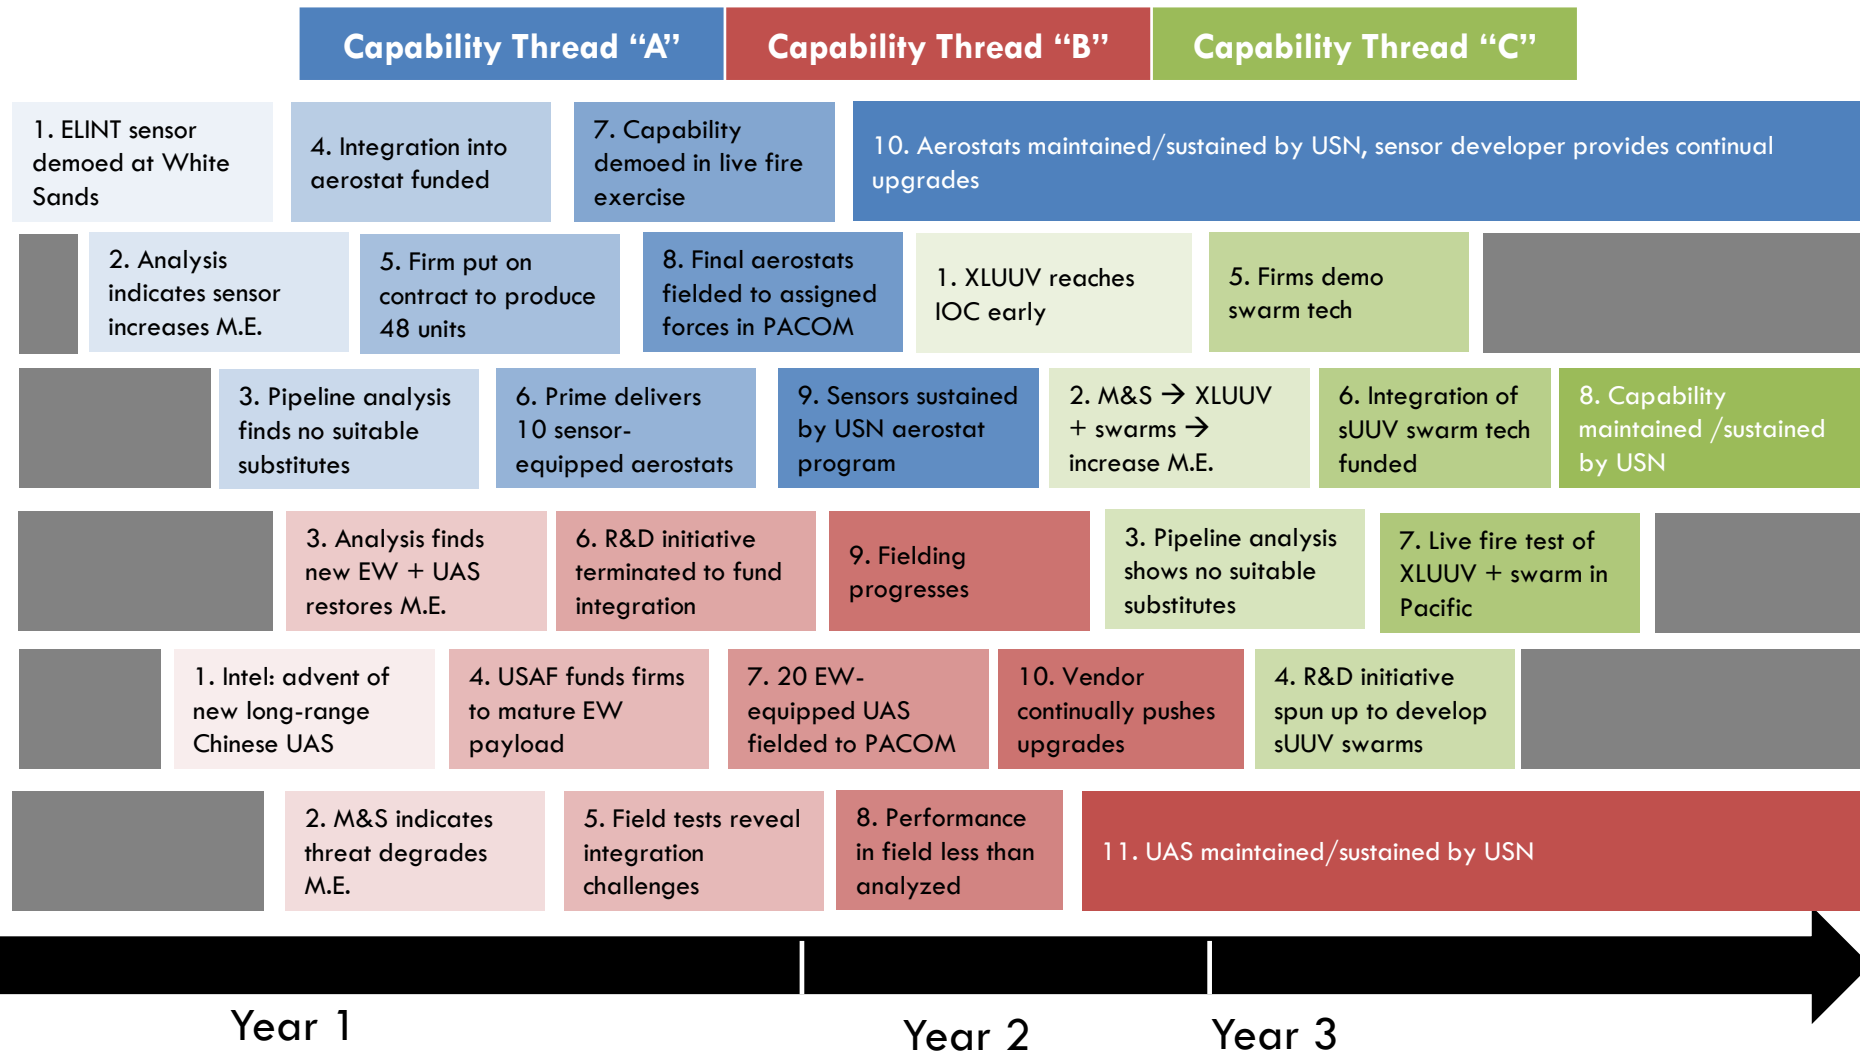 Capability Thread “A”
Capability Thread “B”
Capability Thread “C”
1. ELINT sensor
demoed at White
Sands
4. Integration into
aerostat funded
7. Capability
demoed in live fire
exercise
10. Aerostats maintained/sustained by USN, sensor developer provides continual
upgrades
2. Analysis
indicates sensor
increases M.E.
5. Firm put on
contract to produce
48 units
8. Final aerostats
fielded to assigned
forces in PACOM
1. XLUUV reaches
IOC early
5. Firms demo
swarm tech
3. Pipeline analysis
finds no suitable
substitutes
6. Prime delivers
10 sensor-
equipped aerostats
9. Sensors sustained
by USN aerostat
program
2. M&S → XLUUV
+ swarms →
increase M.E.
6. Integration of
sUUV swarm tech
funded
8. Capability
maintained /sustained
by USN
3. Analysis finds
new EW + UAS
restores M.E.
6. R&D initiative
terminated to fund
integration
9. Fielding
progresses
3. Pipeline analysis
shows no suitable
substitutes
7. Live fire test of
XLUUV + swarm in
Pacific
1. Intel: advent of
new long-range
Chinese UAS
4. USAF funds firms
to mature EW
payload
7. 20 EW-
equipped UAS
fielded to PACOM
10. Vendor
continually pushes
upgrades
4. R&D initiative
spun up to develop
sUUV swarms
2. M&S indicates
threat degrades
M.E.
5. Field tests reveal
integration
challenges
8. Performance
in field less than
analyzed
11. UAS maintained/sustained by USN
Year 1
Year 2
Year 3